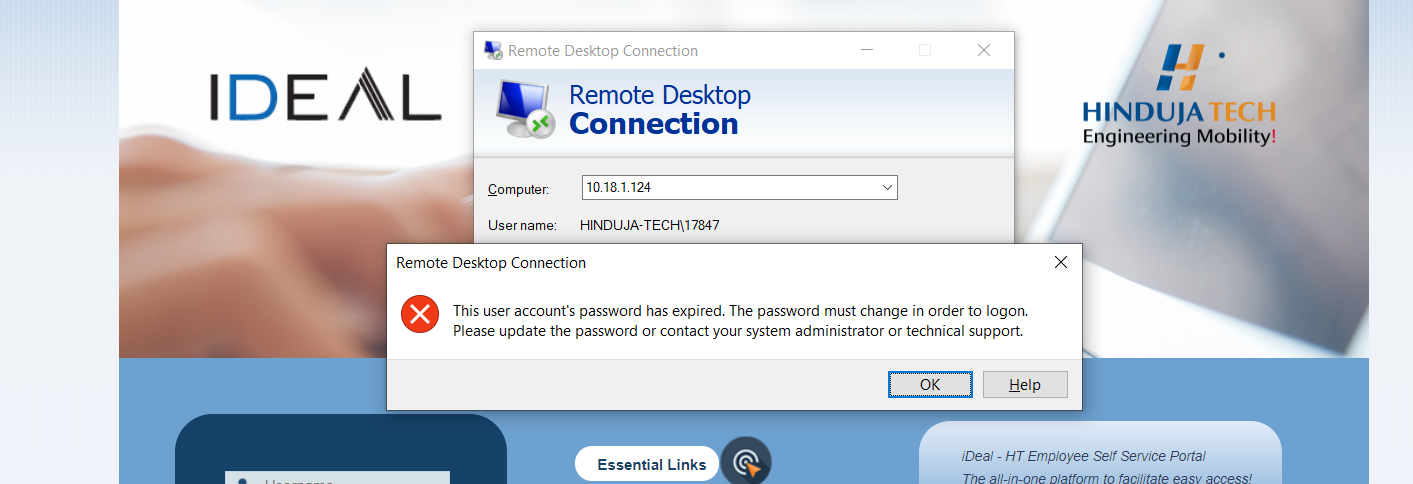 Remote Desktop Connection
IDEAL
Remote Desktop
Connection
HINDUJA TECH
Engineering Mobility!
Computer:
10.18.1.124
User name:
HINDUJA-TECH\17847
Remote Desktop Connection
This user account's password has expired. The password must change in order to logon.
Please update the password or contact your system administrator or technical support.
OK
Help
Essential Links
iDeal - HT Employee Self Service Portal
The all-in-one platform to facilitate easy access!
Username